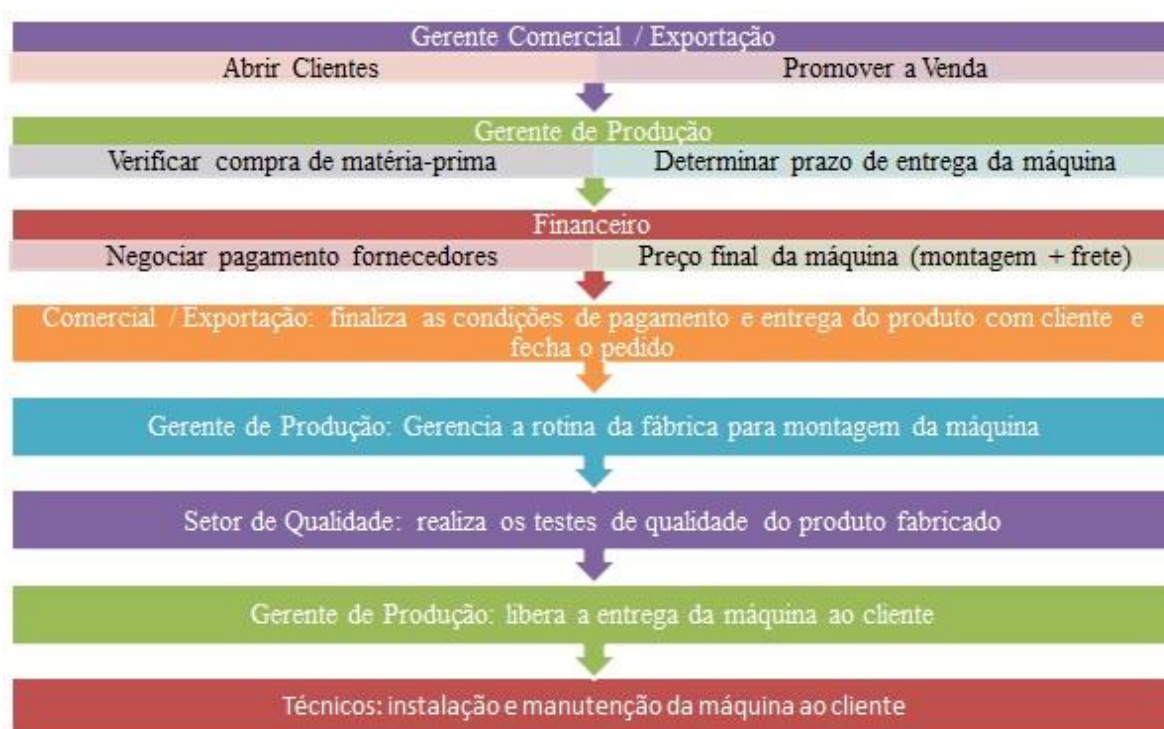 Gerente Comercial / Exportação
Abrir Clientes
Promover a Venda
Gerente de Produção
Verificar compra de matéria-prima
Determinar prazo de entrega da máquina
Financeiro
Negociar pagamento fornecedores
Preço final da máquina (montagem + frete)
Comercial / Exportação: finaliza as condições de pagamento e entrega do produto com cliente e
fecha o pedido
Gerente de Produção: Gerencia a rotina da fábrica para montagem da máquina
Setor de Qualidade: realiza os testes de qualidade do produto fabricado
Gerente de Produção: libera a entrega da máquina ao cliente
Técnicos: instalação e manutenção da máquina ao cliente